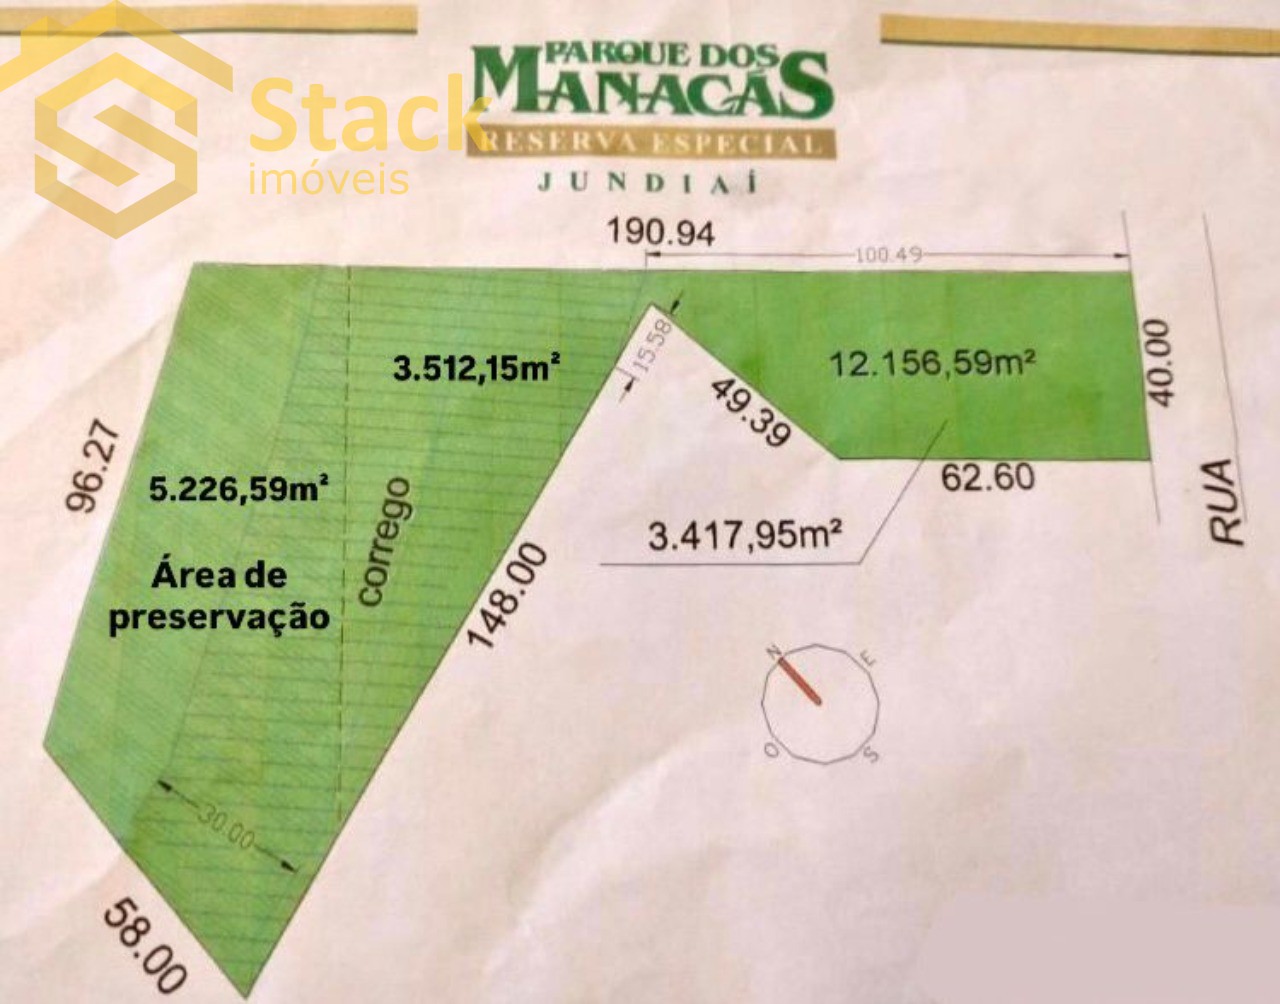 PARQUE DOS
MANACÁS
RESERVA ESPECIAL
JUNDIAÍ
Stack
imóveis
190.94
100.49
3.512,15m²
15.58
12.156,59m²
40.00
49.39
96.27
5.226,59m²
62.60
RUA
corrego
3.417,95m²
Área de
preservação
148.00
N
E
O
S
30.00
58.00